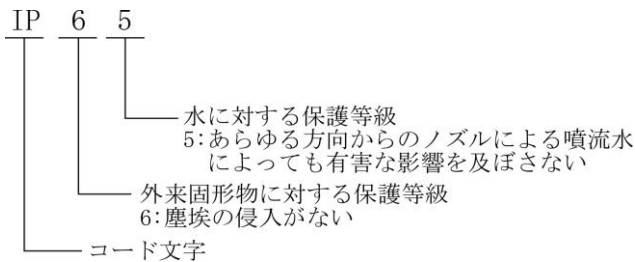 IP 6 5
水に対する保護等級
5:あらゆる方向からのノズルによる噴流水
によっても有害な影響を及ぼさない
外来固形物に対する保護等級
6:塵埃の侵入がない
コード文字